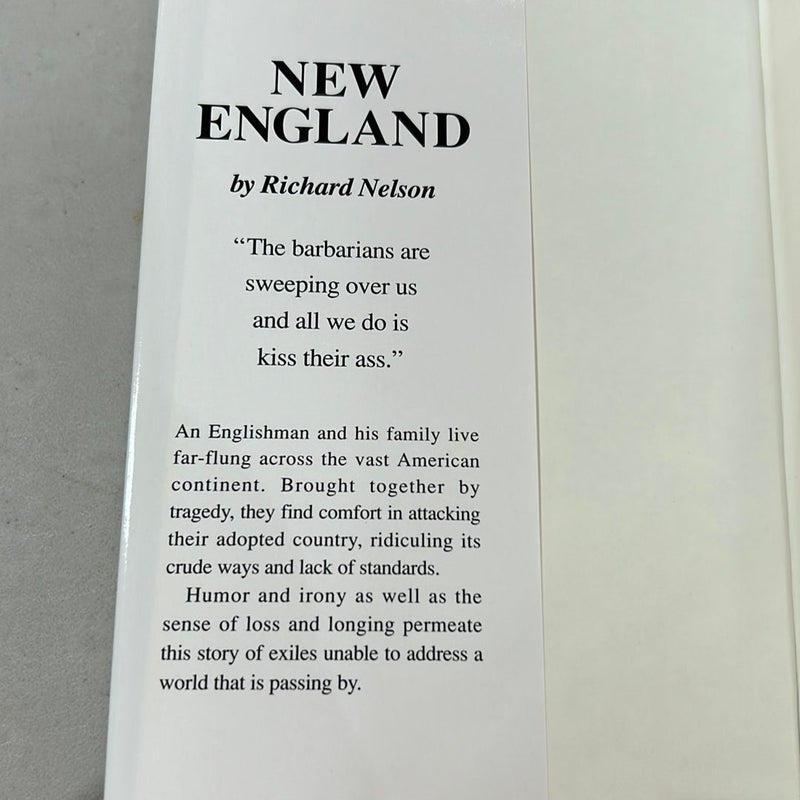 NEW
ENGLAND
by Richard Nelson
“The barbarians are
sweeping over us
and all we do is
kiss their ass.”
An Englishman and his family live
far-flung across the vast American
continent. Brought together by
tragedy, they find comfort in attacking
their adopted country, ridiculing its
crude ways and lack of standards.
Humor and irony as well as the
sense of loss and longing permeate
this story of exiles unable to address a
world that is passing by.